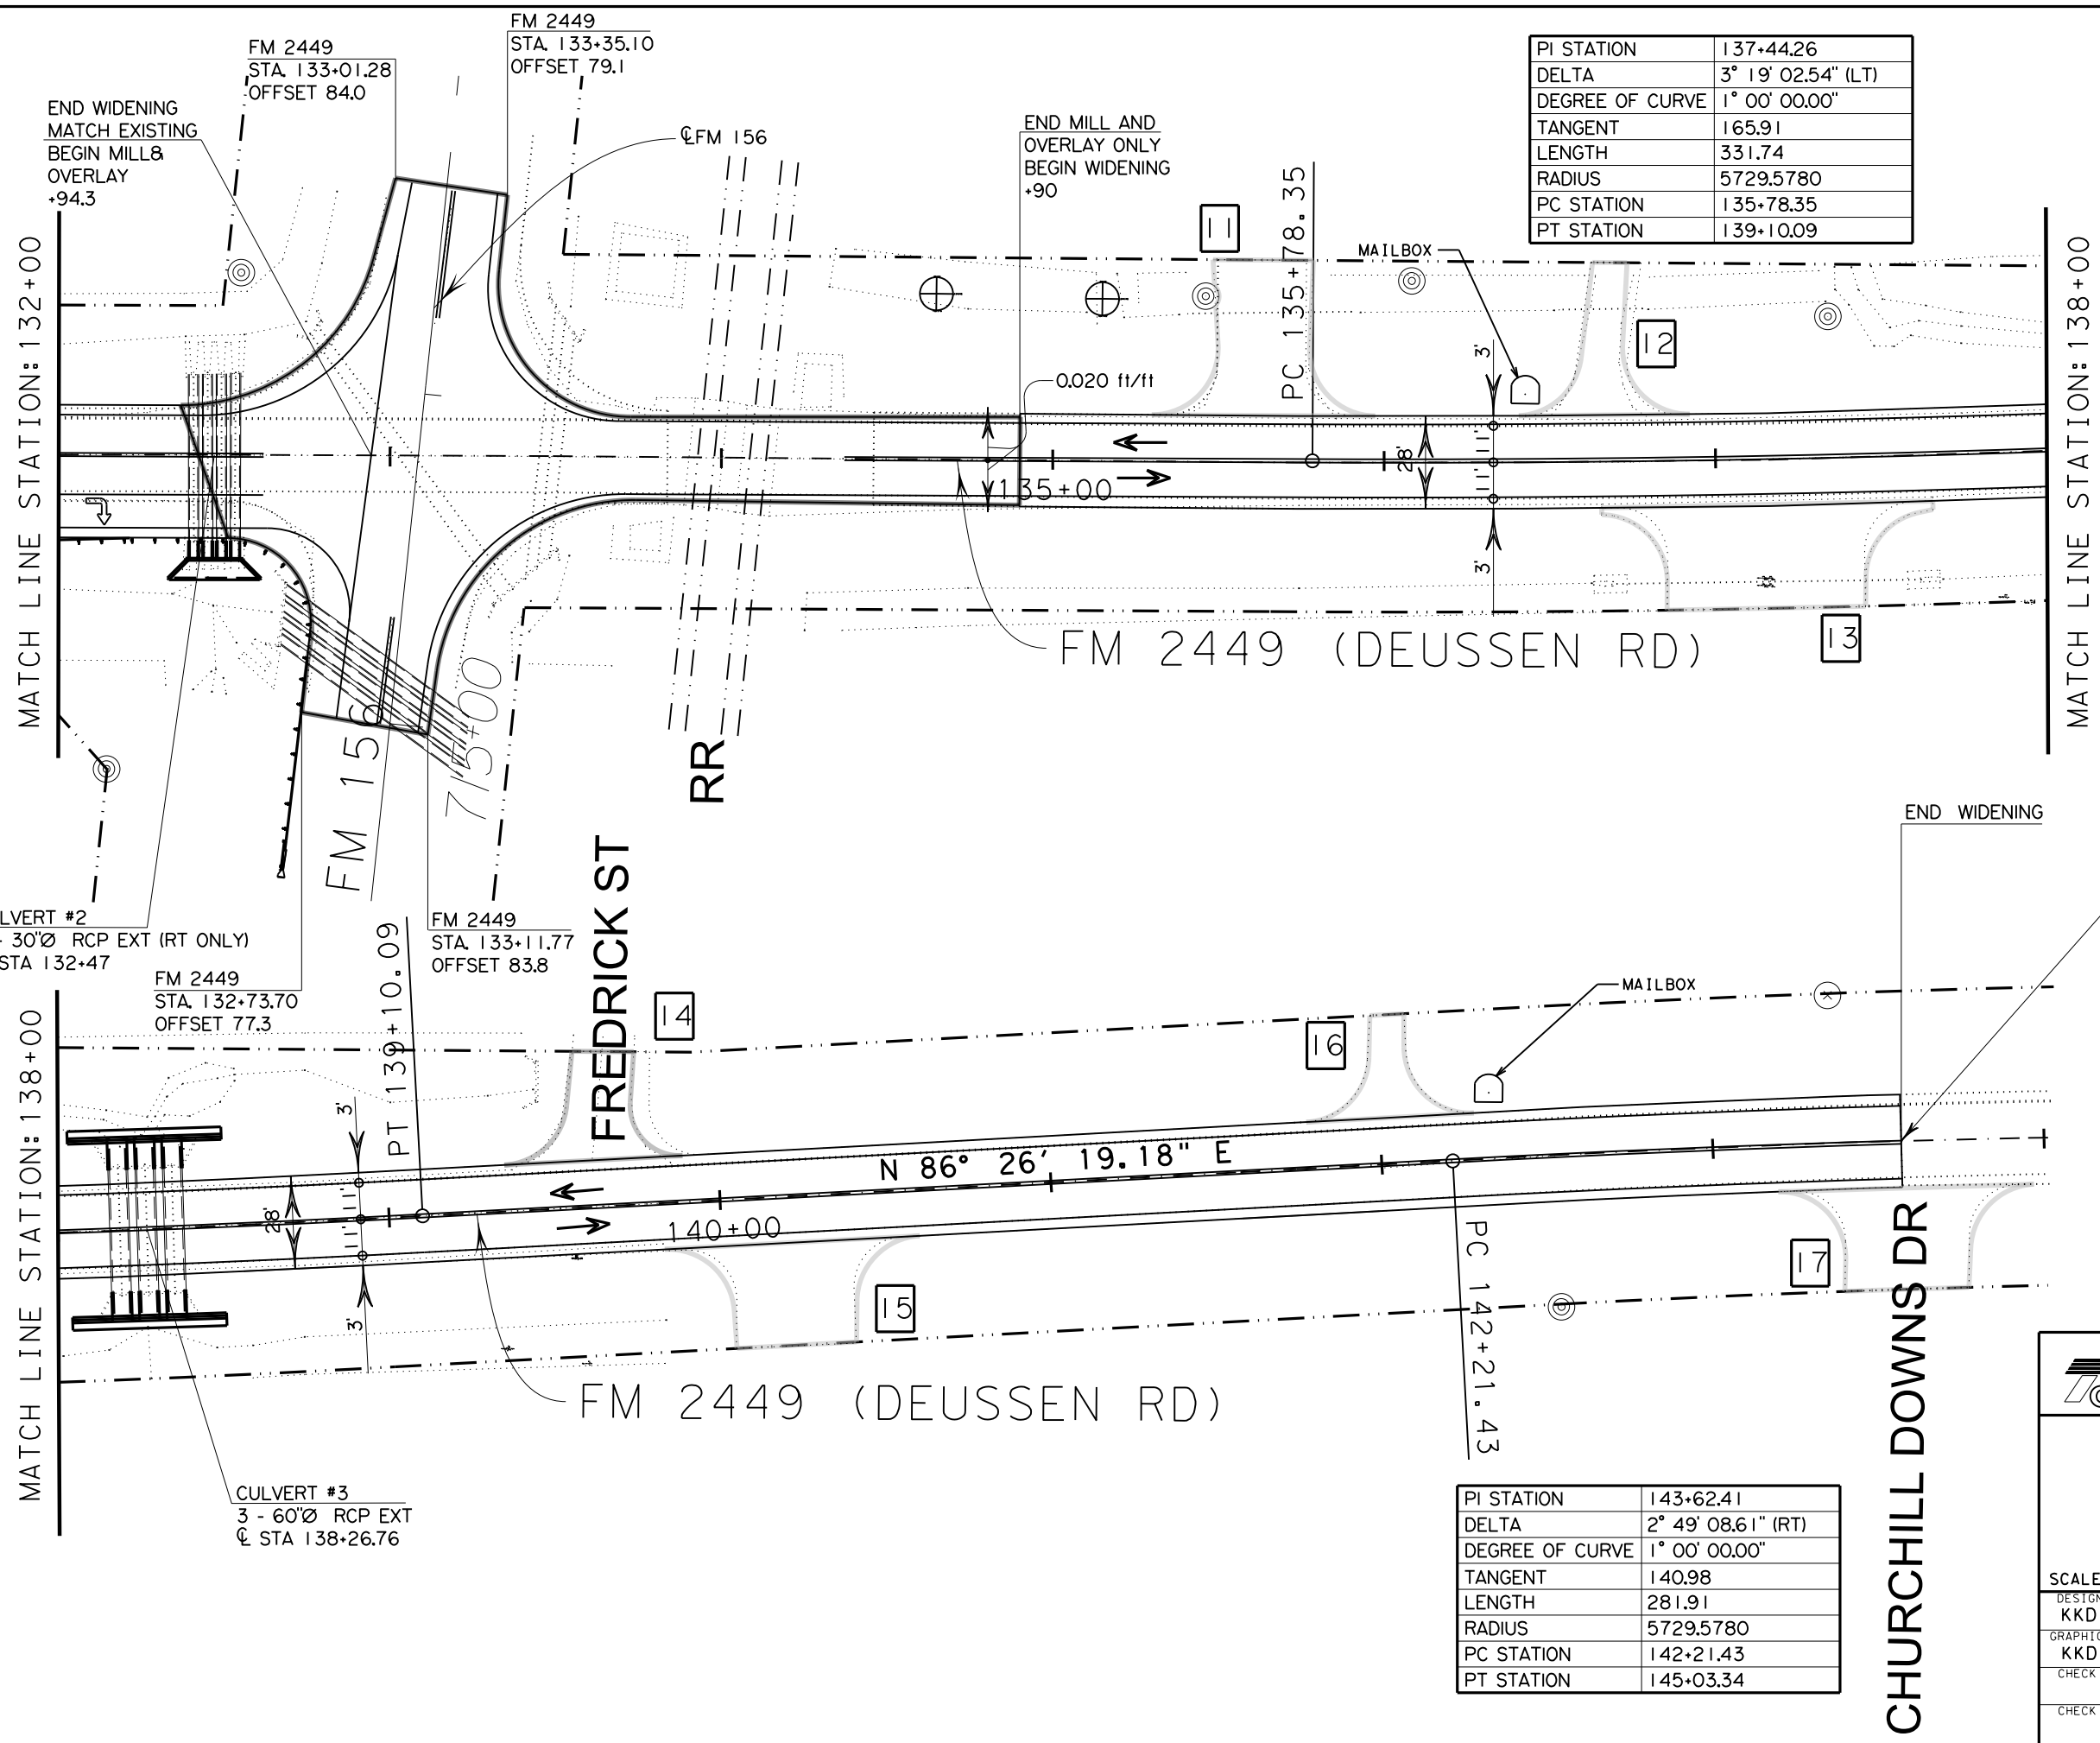 FM 2449
STA. 133+35.10
OFFSET 79.1
FM 2449
STA. 133+01.28
OFFSET 84.0
END WIDENING
MATCH EXISTING
BEGIN MILL&
OVERLAY
+94.3
℄ FM 156
END MILL AND
OVERLAY ONLY
BEGIN WIDENING
+90
PI STATION 137+44.26
DELTA 3° 19' 02.54" (LT)
DEGREE OF CURVE 1° 00' 00.00"
TANGENT 165.91
LENGTH 331.74
RADIUS 5729.5780
PC STATION 135+78.35
PT STATION 139+10.09
MATCH LINE STATION: 132+00
MATCH LINE STATION: 138+00
11
PC 135+78.35
MAILBOX
12
0.020 ft/ft
3'
28'
11'
11'
3'
135+00
FM 2449 (DEUSSEN RD)
13
FM 156
715+00
RR
LVERT #2
- 30"Ø RCP EXT (RT ONLY)
STA 132+47
FM 2449
STA. 132+73.70
OFFSET 77.3
FM 2449
STA. 133+11.77
OFFSET 83.8
END WIDENING
MATCH LINE STATION: 138+00
PT 139+10.09
FREDRICK ST
14
16
MAILBOX
3'
28'
11'
11'
3'
N 86° 26' 19.18" E
140+00
15
17
PC 142+21.43
CHURCHILL DOWNS DR
FM 2449 (DEUSSEN RD)
CULVERT #3
3 - 60"Ø RCP EXT
℄ STA 138+26.76
PI STATION 143+62.41
DELTA 2° 49' 08.61" (RT)
DEGREE OF CURVE 1° 00' 00.00"
TANGENT 140.98
LENGTH 281.91
RADIUS 5729.5780
PC STATION 142+21.43
PT STATION 145+03.34
SCALE
DESIGN
KKD
GRAPHIC
KKD
CHECK
CHECK